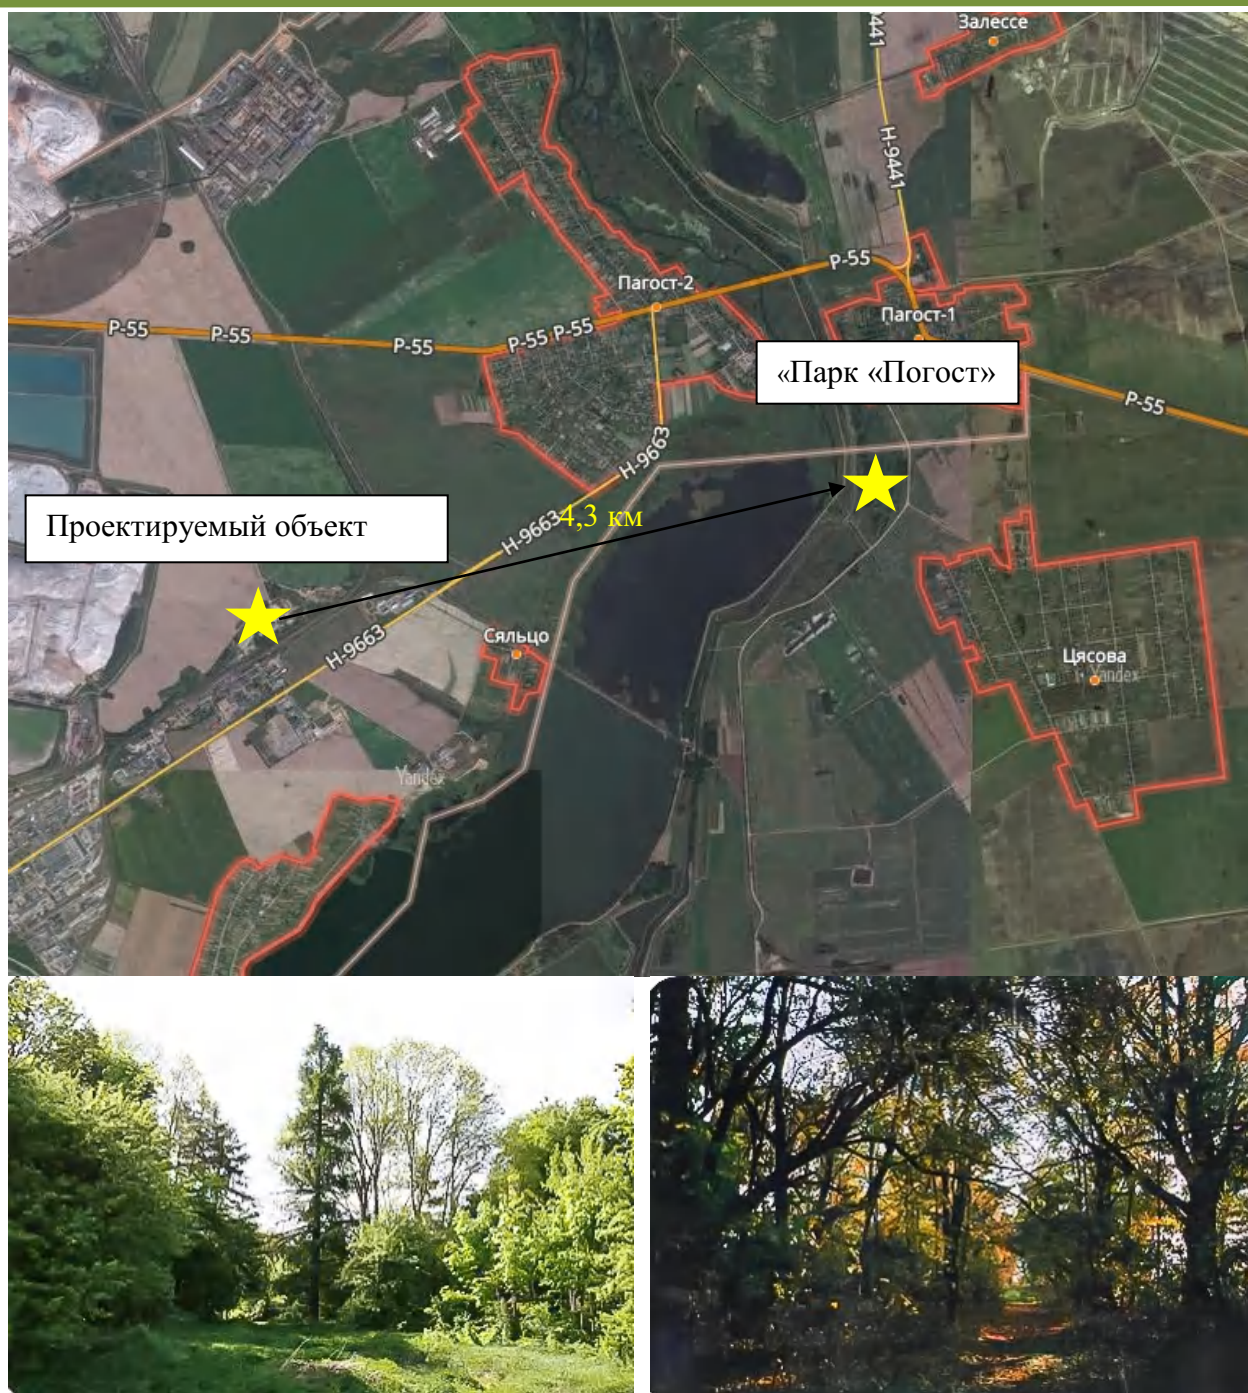 Залессе
Н-9441
9441
Р-55
Пагост-2
Пагост-1
Р-55
Р-55
Р-55
Р-55
Р-55
«Парк «Погост»
Р-55
Н-9663
Проектируемый объект
4,3 км
Н-9663
Н-9663
Сяльцо
Цясова
Yandex
Yandex